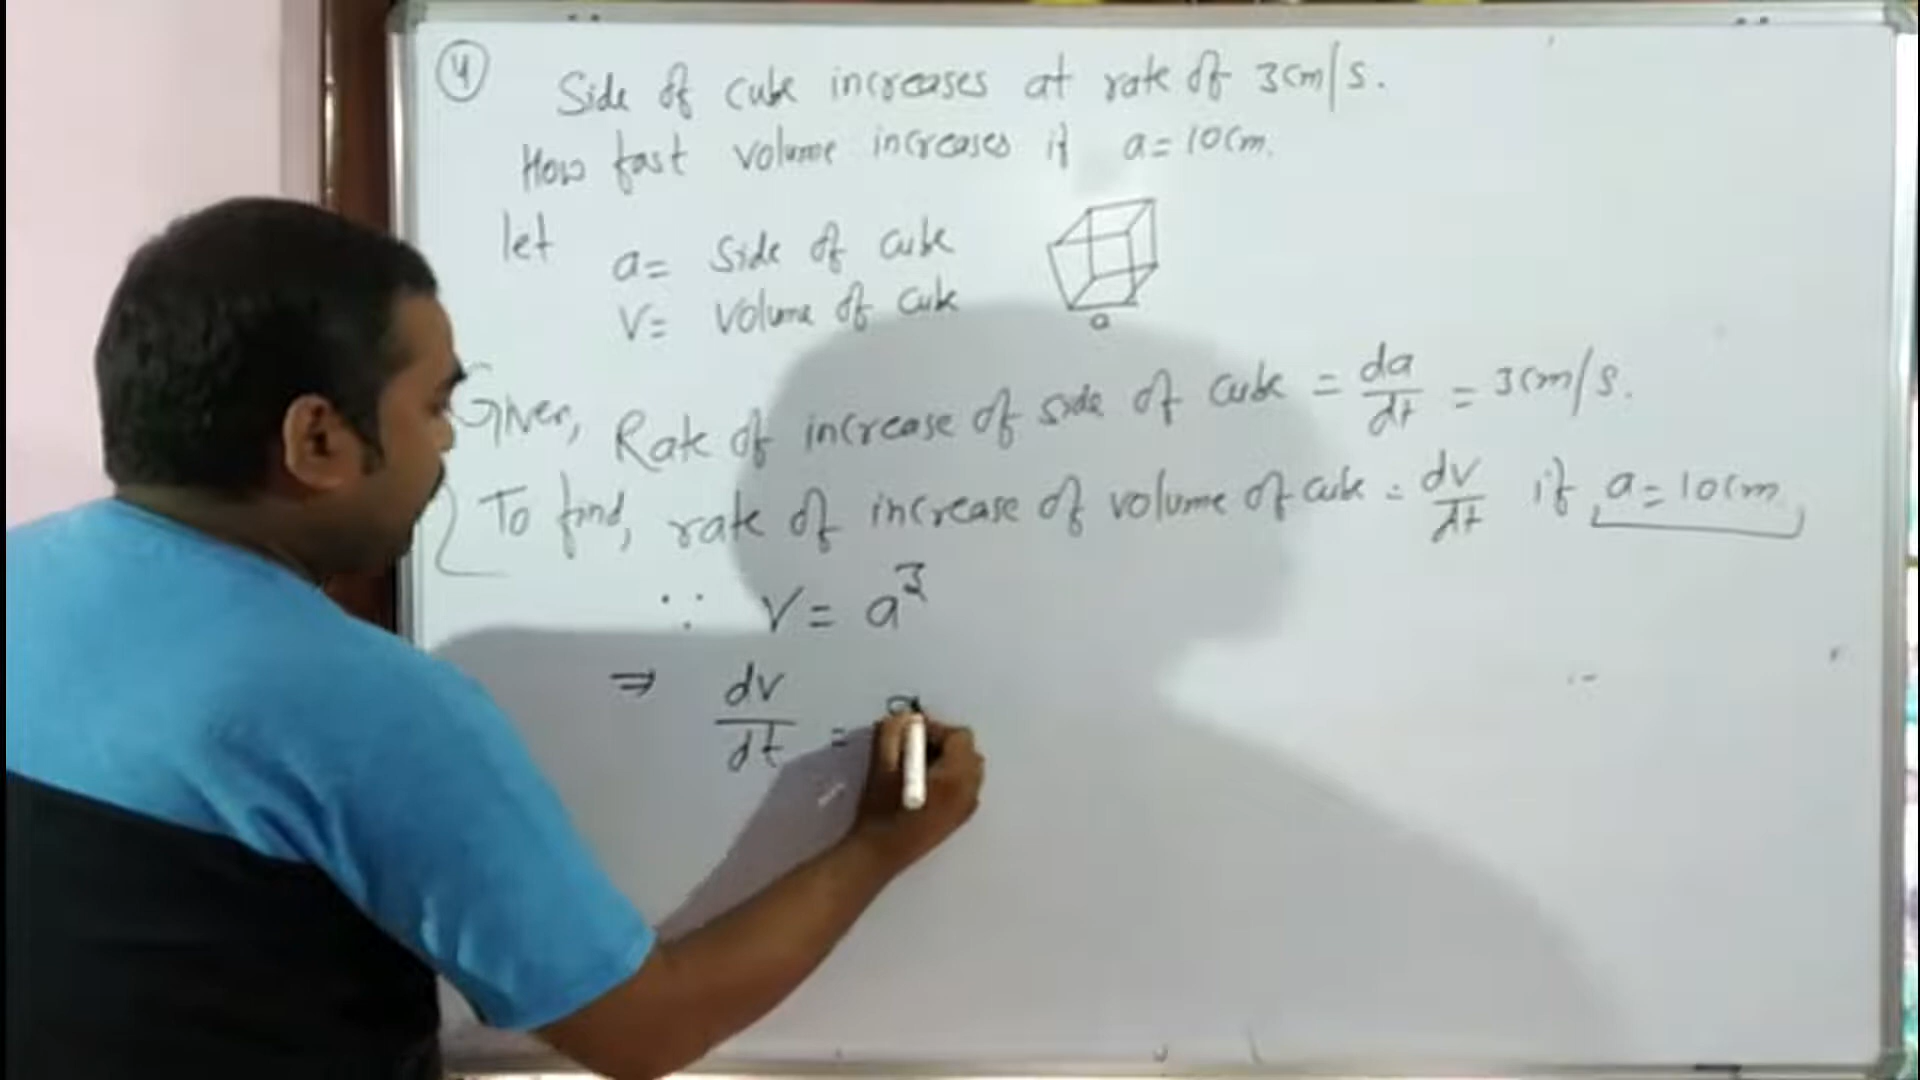 4 Side of cube increases at rate of 3cm/s.
How fast volume increases if a=10cm.
let a= side of cube
V= Volume of cube
a
Given, Rate of increase of side of cube = da/dt = 3cm/s.
To find, rate of increase of volume of cube = dv/dt if a=10cm
∵ V= a³
⇒ dv/dt =